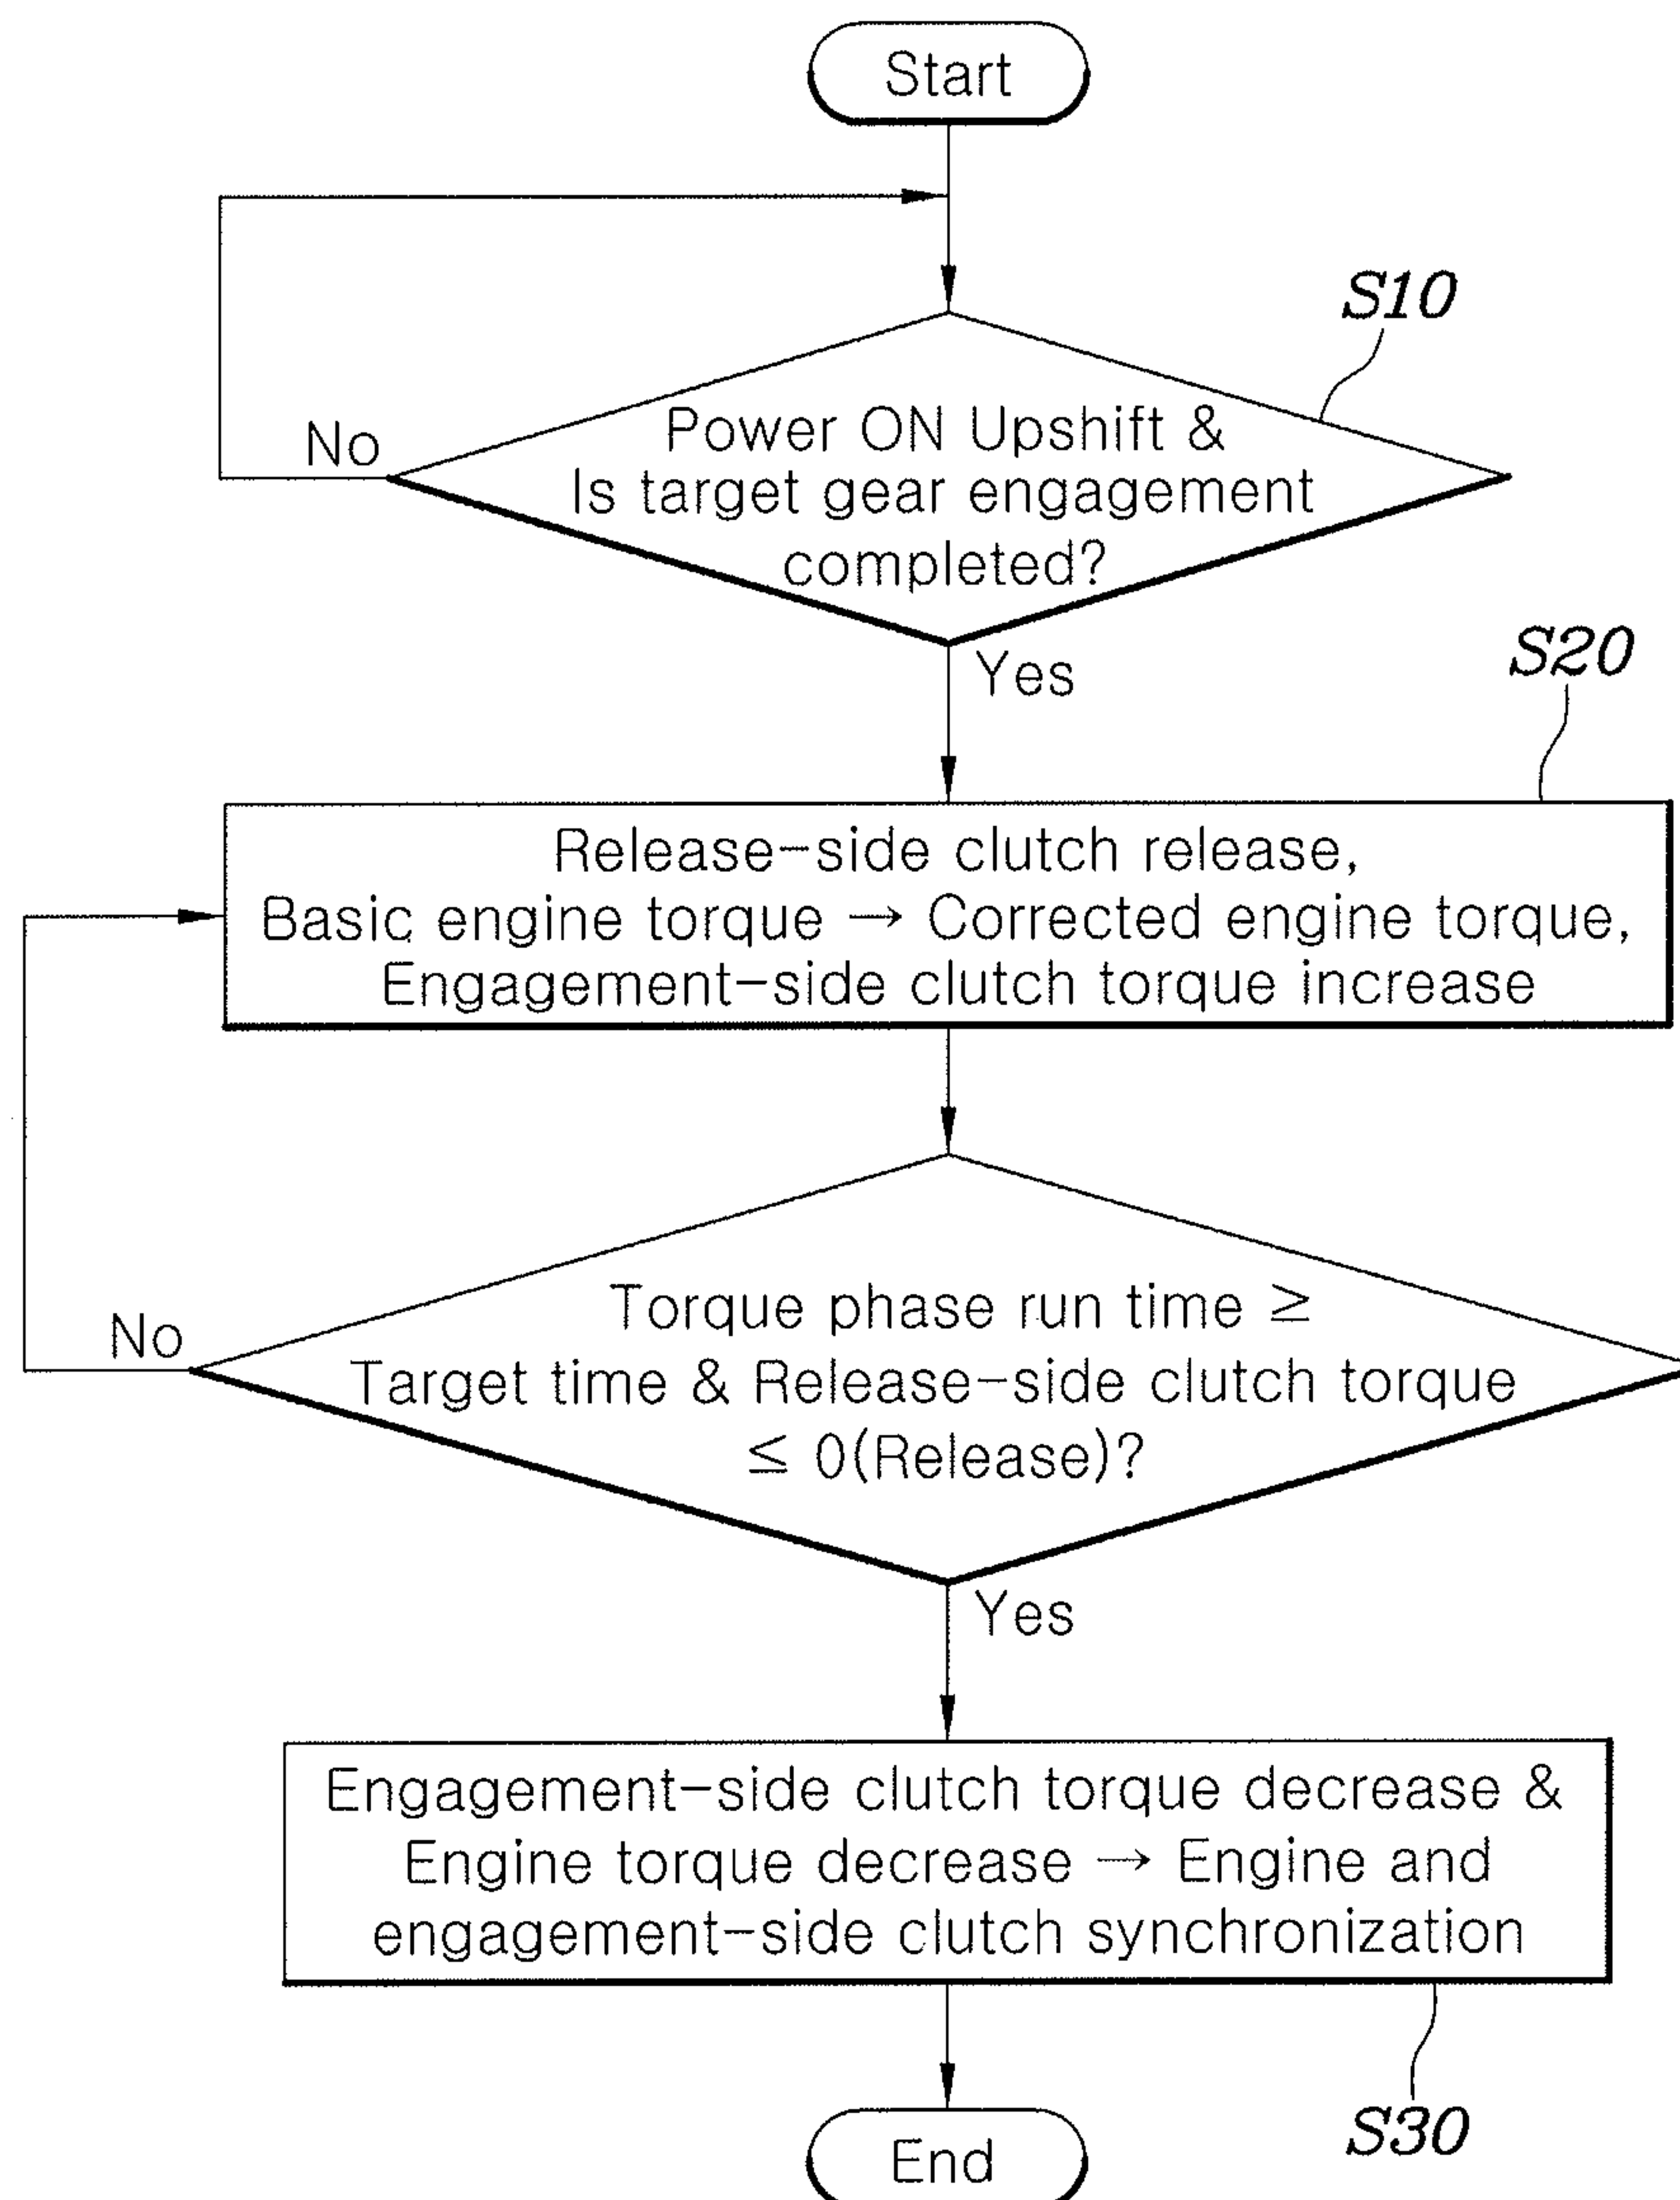 Start
S10
No
Power ON Upshift &
Is target gear engagement
completed?
Yes
S20
Release-side clutch release,
Basic engine torque → Corrected engine torque,
Engagement-side clutch torque increase
No
Torque phase run time ≥
Target time & Release-side clutch torque
≤ 0(Release)?
Yes
Engagement-side clutch torque decrease &
Engine torque decrease → Engine and
engagement-side clutch synchronization
S30
End